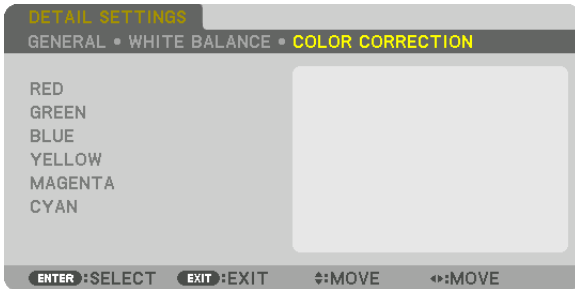 DETAIL SETTINGS
GENERAL • WHITE BALANCE • COLOR CORRECTION
RED
GREEN
BLUE
YELLOW
MAGENTA
CYAN
ENTER :SELECT EXIT :EXIT ♦:MOVE ◂▸:MOVE